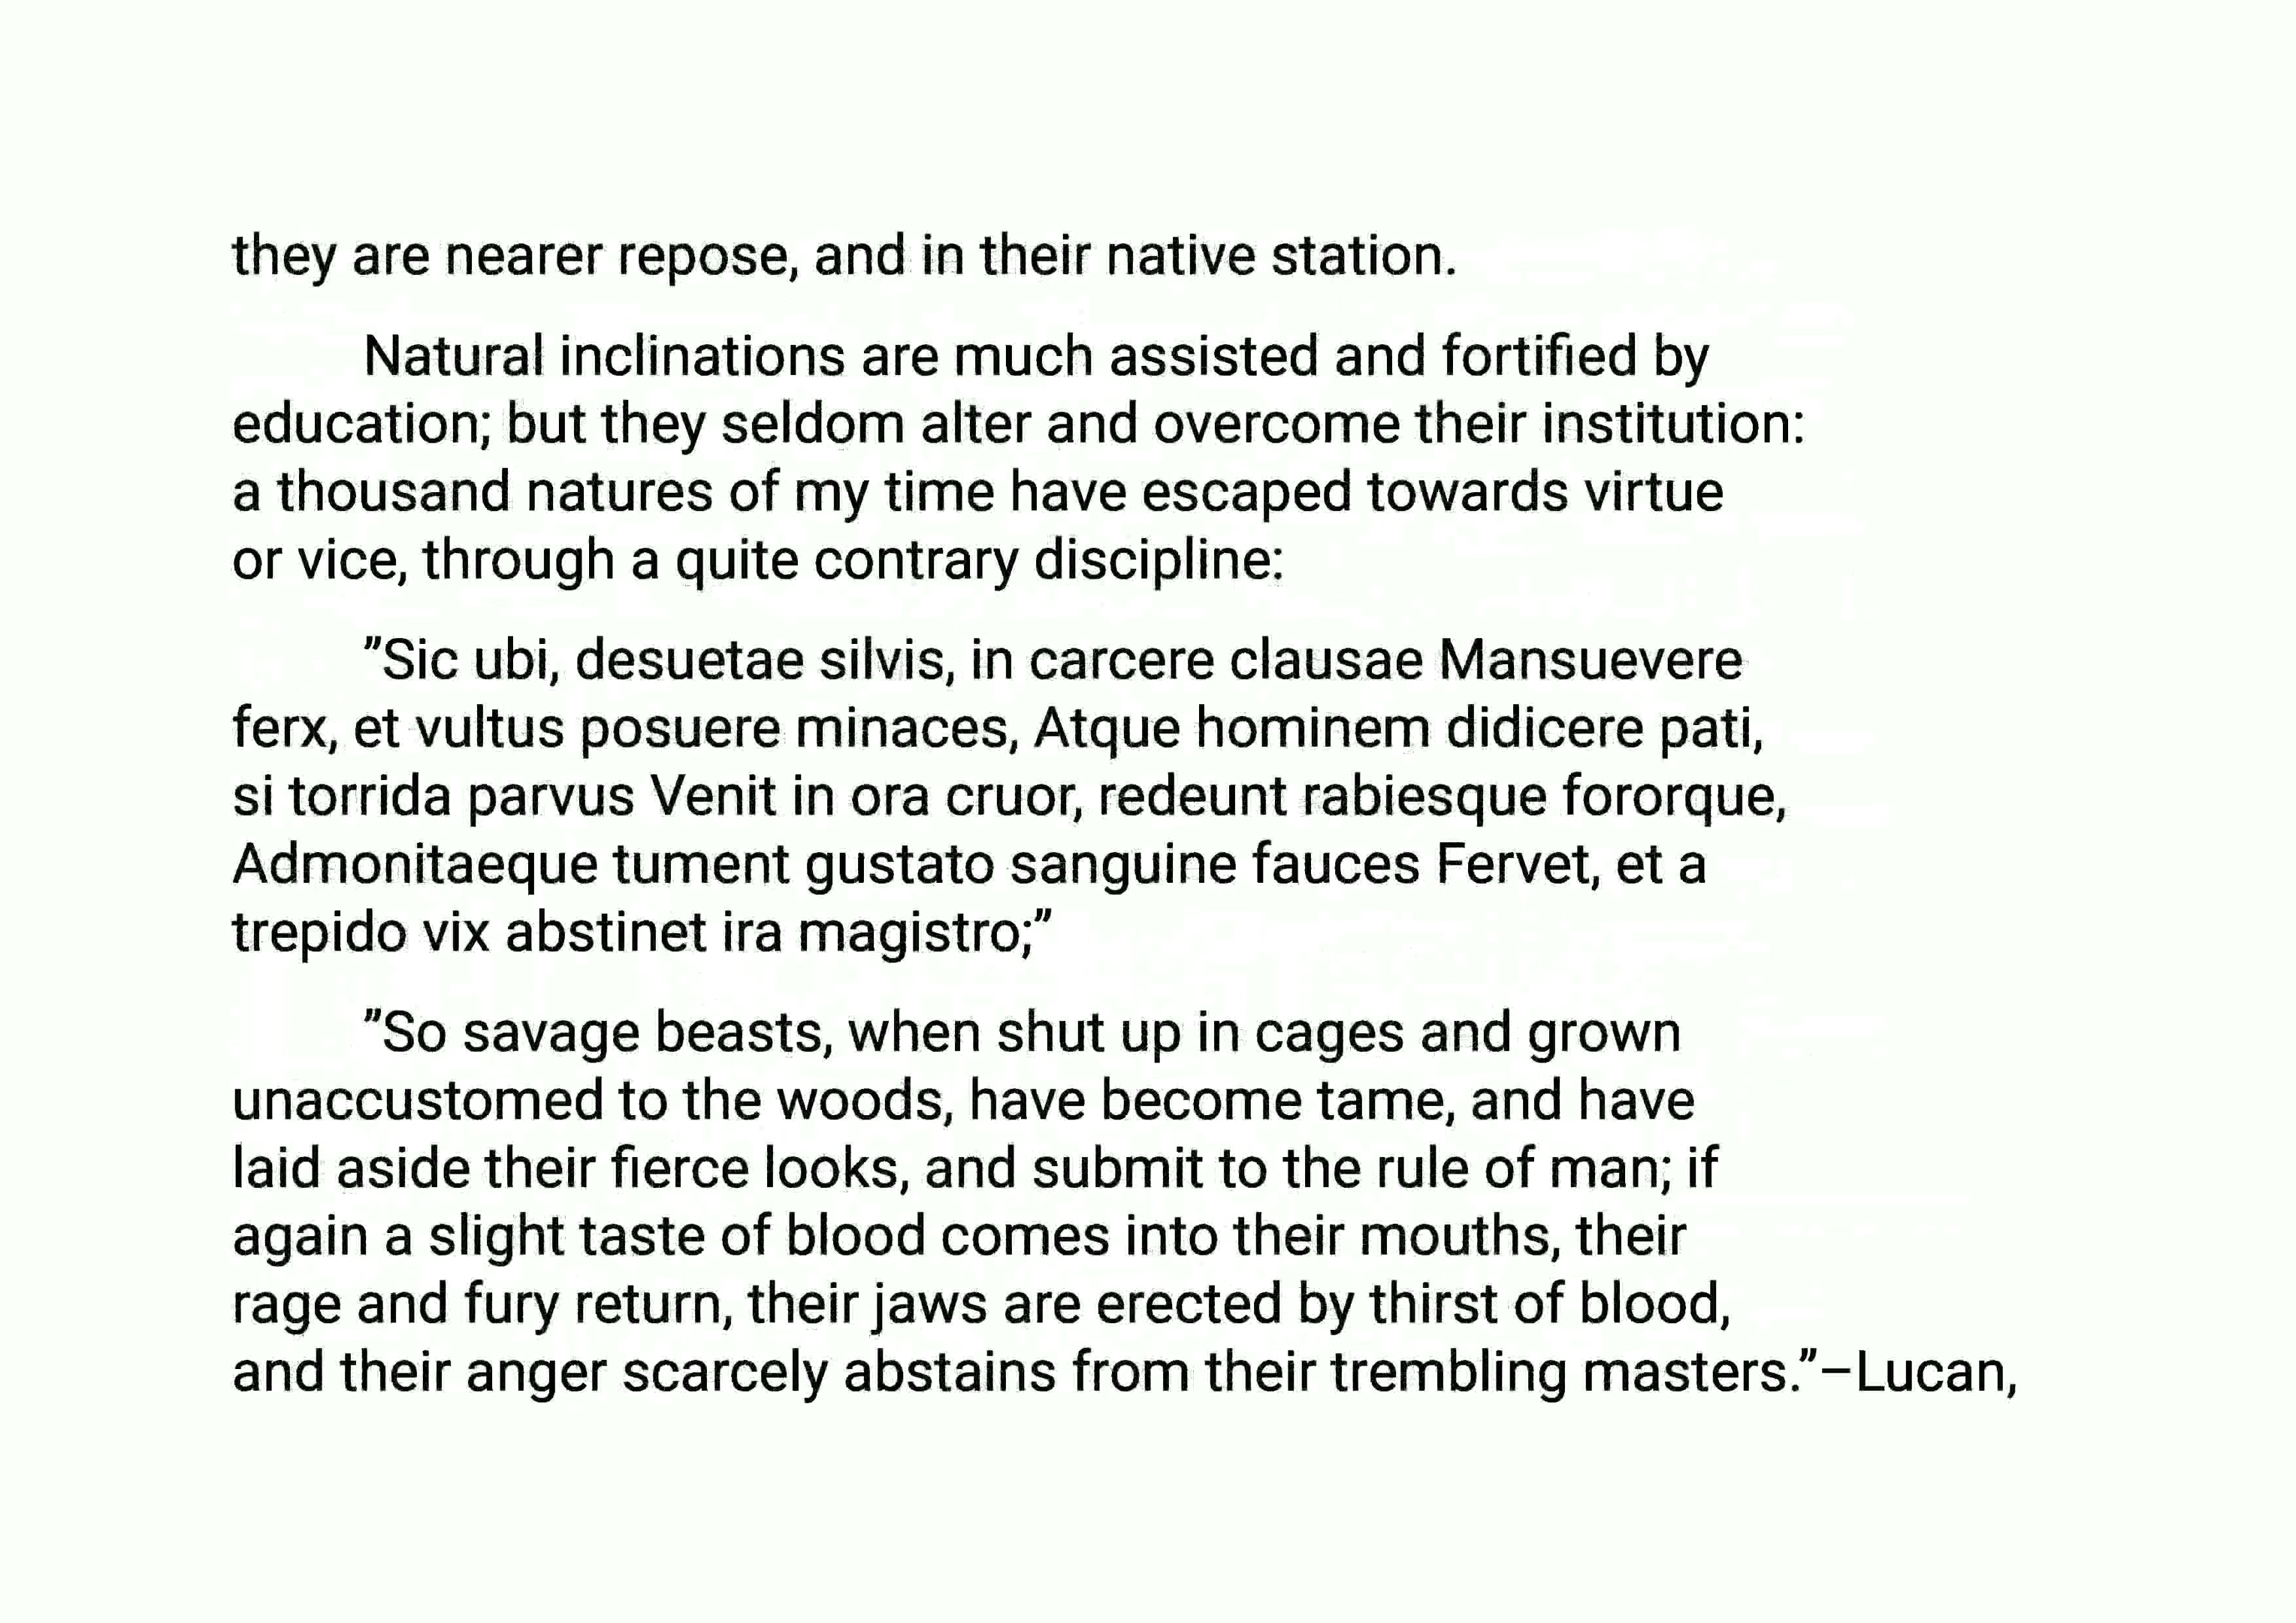 they are nearer repose, and in their native station.
Natural inclinations are much assisted and fortified by
education; but they seldom alter and overcome their institution:
a thousand natures of my time have escaped towards virtue
or vice, through a quite contrary discipline:
”Sic ubi, desuetae silvis, in carcere clausae Mansuevere
ferx, et vultus posuere minaces, Atque hominem didicere pati,
si torrida parvus Venit in ora cruor, redeunt rabiesque fororque,
Admonitaeque tument gustato sanguine fauces Fervet, et a
trepido vix abstinet ira magistro;”
”So savage beasts, when shut up in cages and grown
unaccustomed to the woods, have become tame, and have
laid aside their fierce looks, and submit to the rule of man; if
again a slight taste of blood comes into their mouths, their
rage and fury return, their jaws are erected by thirst of blood,
and their anger scarcely abstains from their trembling masters.”–Lucan,